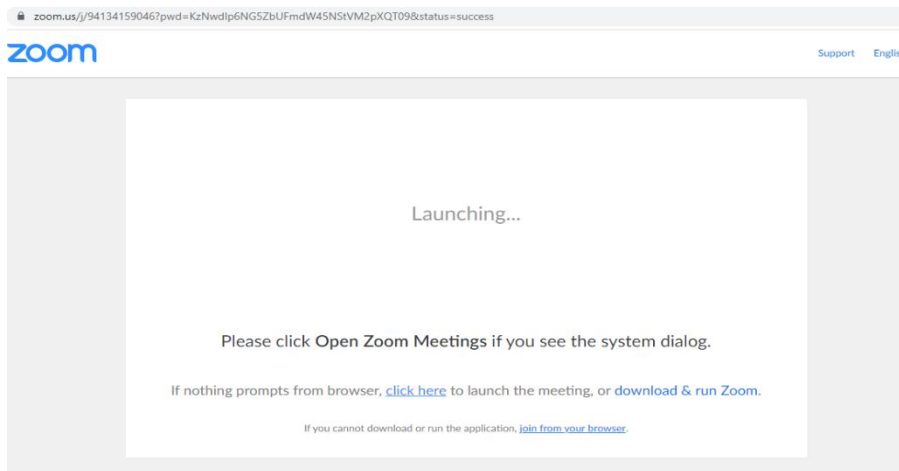 zoom.us/j/94134159046?pwd=KzNwdlp6NG5ZbUFmdW45NStVM2pXQT09&status=success
zoom
Support Englis
Launching...
Please click Open Zoom Meetings if you see the system dialog.
If nothing prompts from browser, click here to launch the meeting, or download & run Zoom.
If you cannot download or run the application, join from your browser.